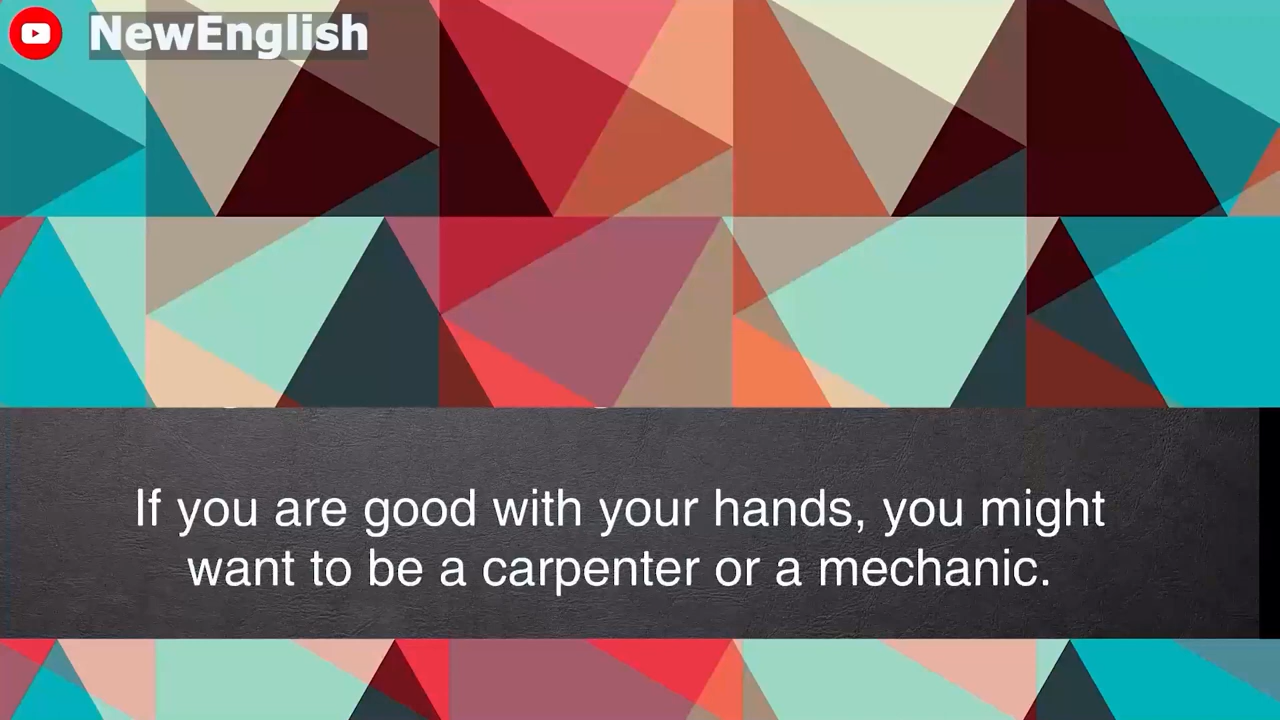 NewEnglish
If you are good with your hands, you might
want to be a carpenter or a mechanic.